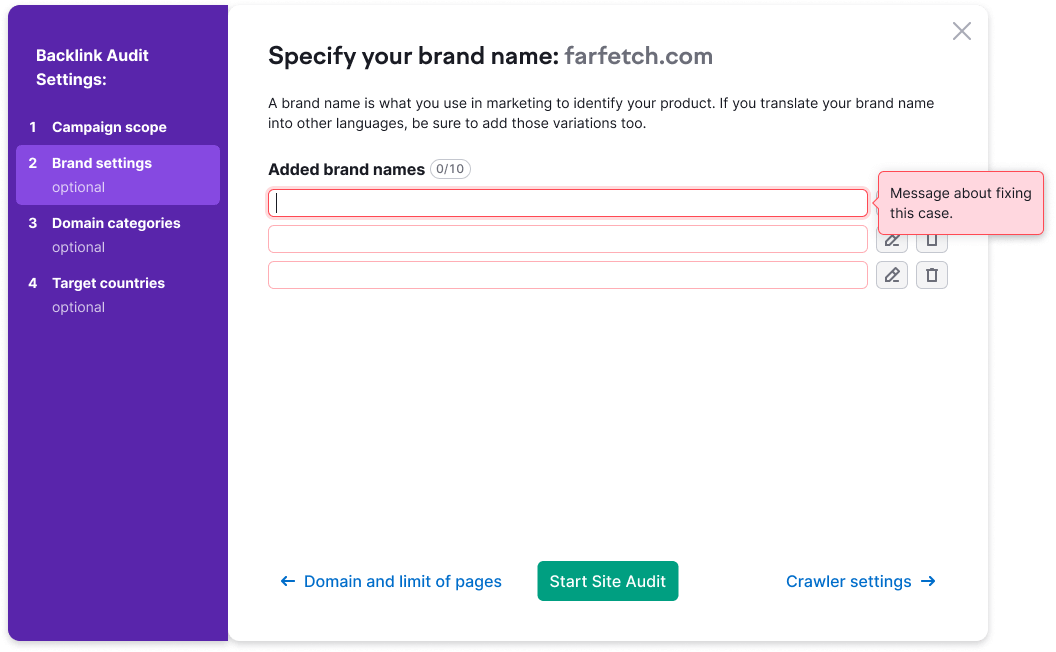 Backlink Audit
Settings:
1 Campaign scope
2 Brand settings
optional
3 Domain categories
optional
4 Target countries
optional
Specify your brand name: farfetch.com
A brand name is what you use in marketing to identify your product. If you translate your brand name
into other languages, be sure to add those variations too.
Added brand names 0/10
Message about fixing
this case.
← Domain and limit of pages
Start Site Audit
Crawler settings →